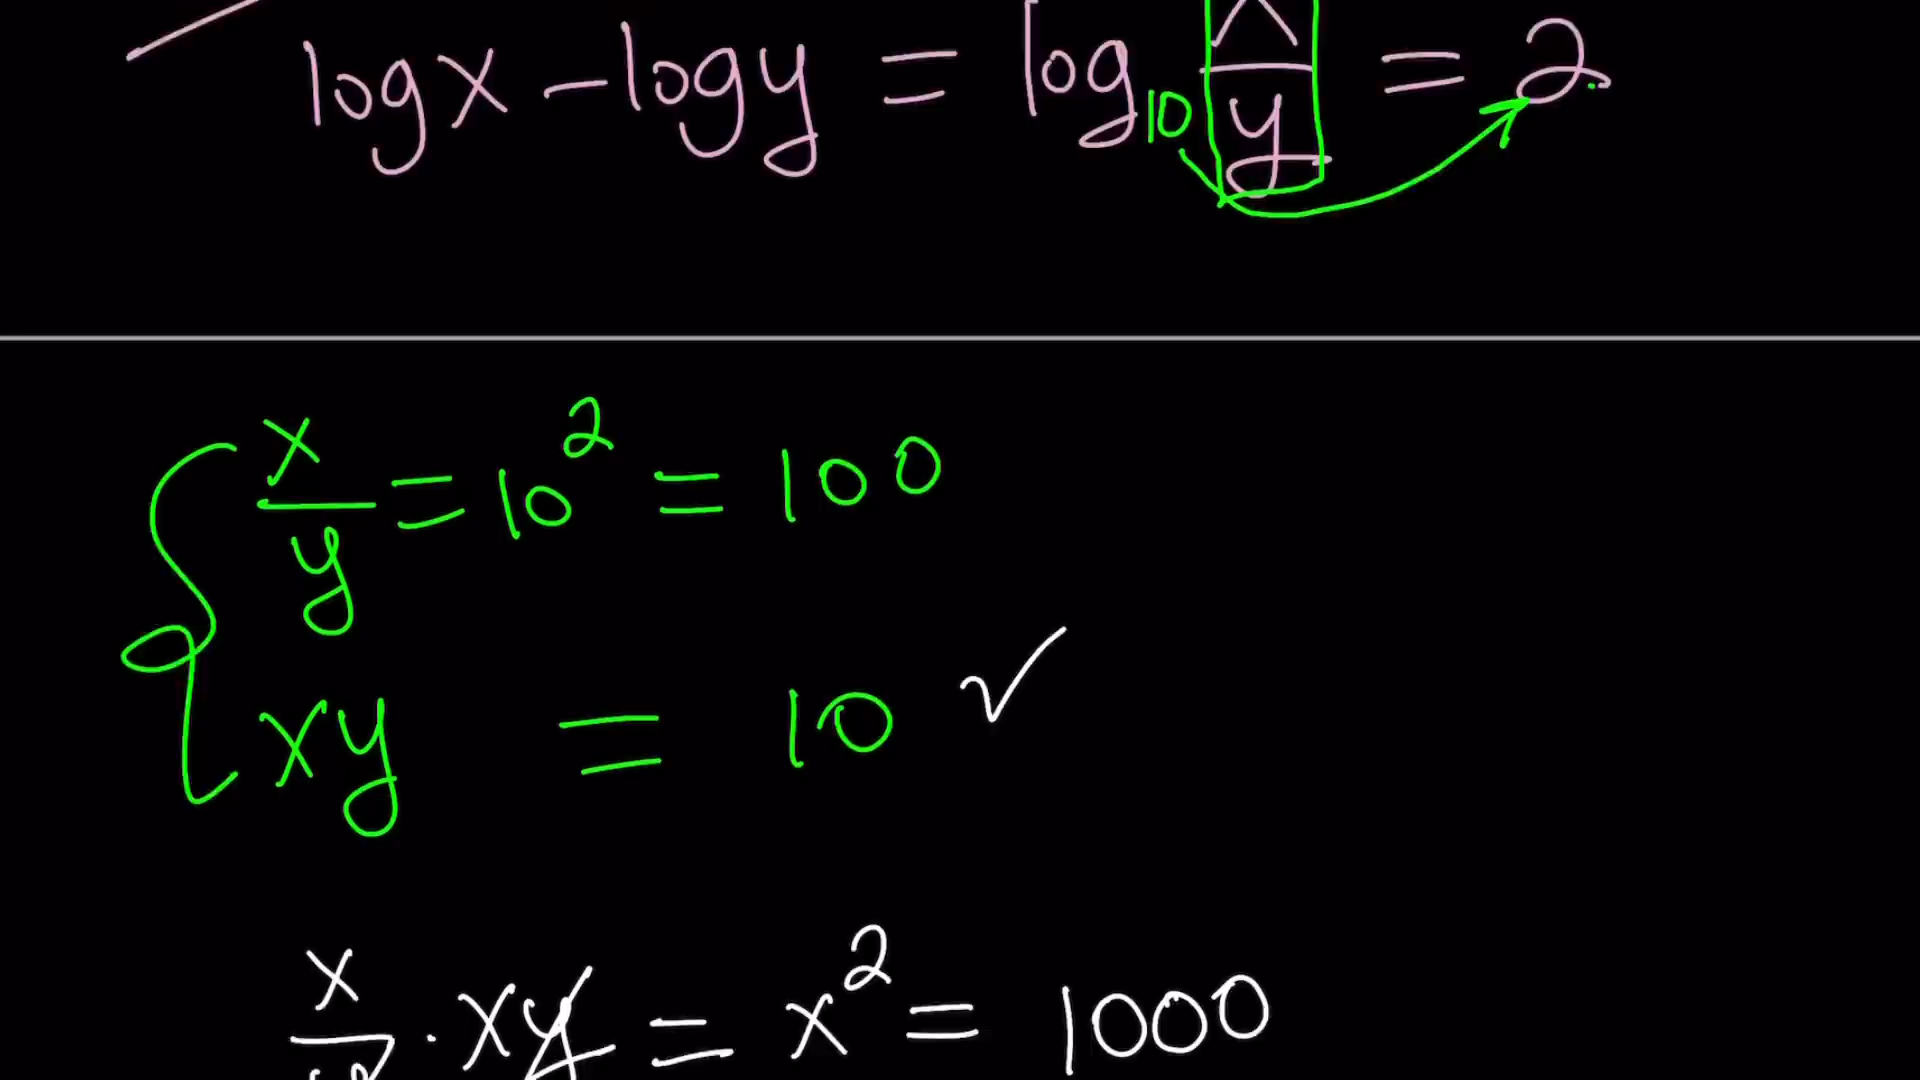 log x - log y = log₁₀ x/y = 2
x/y = 10² = 100
xy = 10 ✓
x/y · xy = x² = 1000